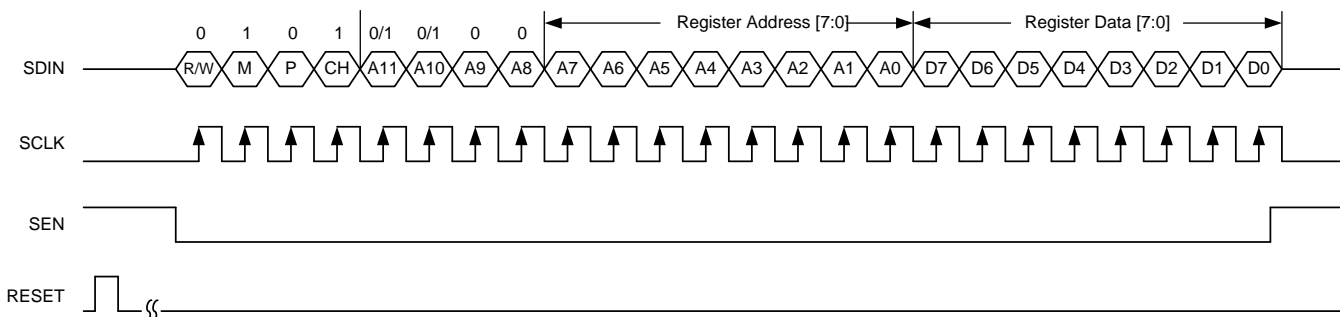 0 1 0 1 0/1 0/1 0 0 Register Address [7:0] Register Data [7:0]
SDIN R/W M P CH A11 A10 A9 A8 A7 A6 A5 A4 A3 A2 A1 A0 D7 D6 D5 D4 D3 D2 D1 D0
SCLK
SEN
RESET